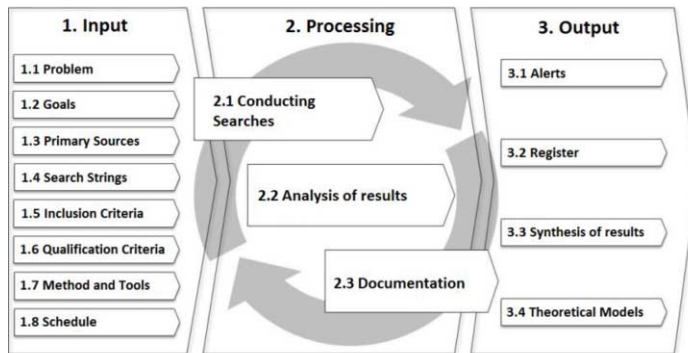 1. Input
1.1 Problem
1.2 Goals
1.3 Primary Sources
1.4 Search Strings
1.5 Inclusion Criteria
1.6 Qualification Criteria
1.7 Method and Tools
1.8 Schedule
2. Processing
2.1 Conducting
Searches
2.2 Analysis of results
2.3 Documentation
3. Output
3.1 Alerts
3.2 Register
3.3 Synthesis of results
3.4 Theoretical Models